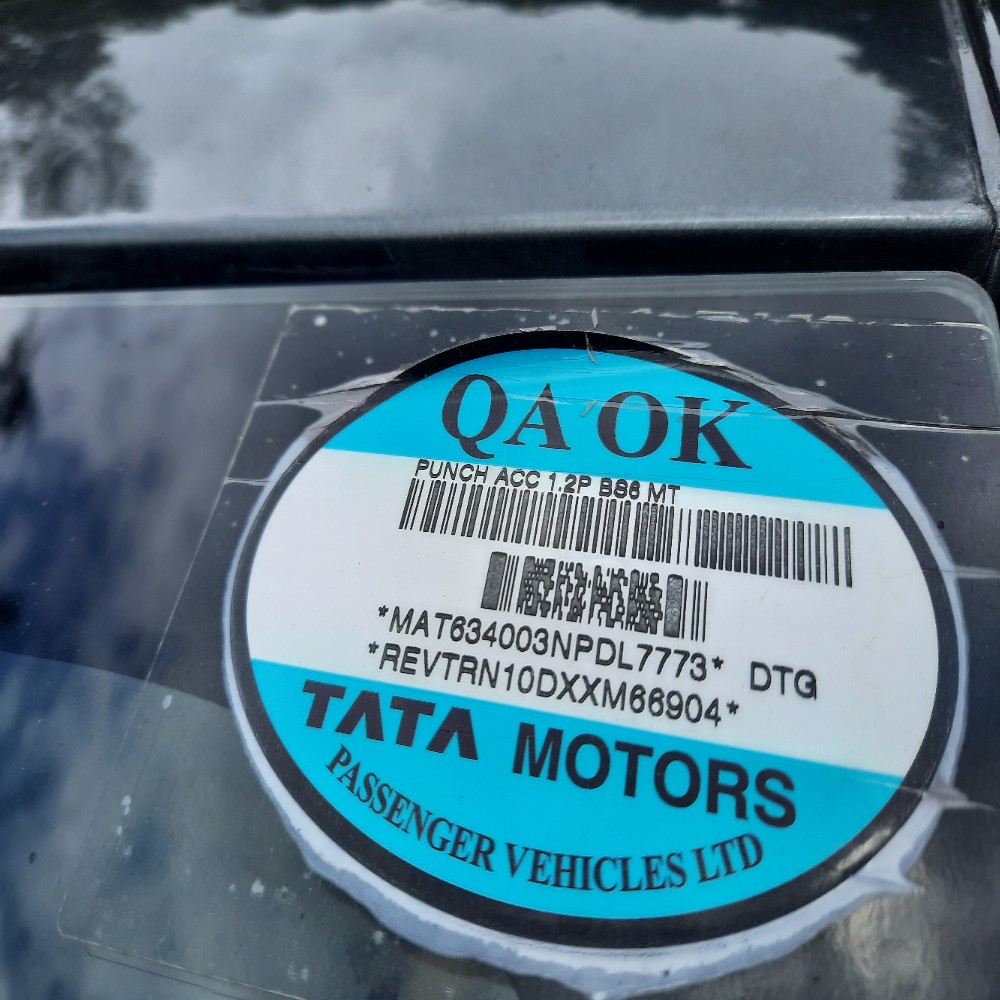 QA OK
PUNCH ACC 1.2P BS6 MT
*MAT634003NPDL7773* DTG
*REVTRN10DXXM66904*
TATA MOTORS
PASSENGER VEHICLES LTD